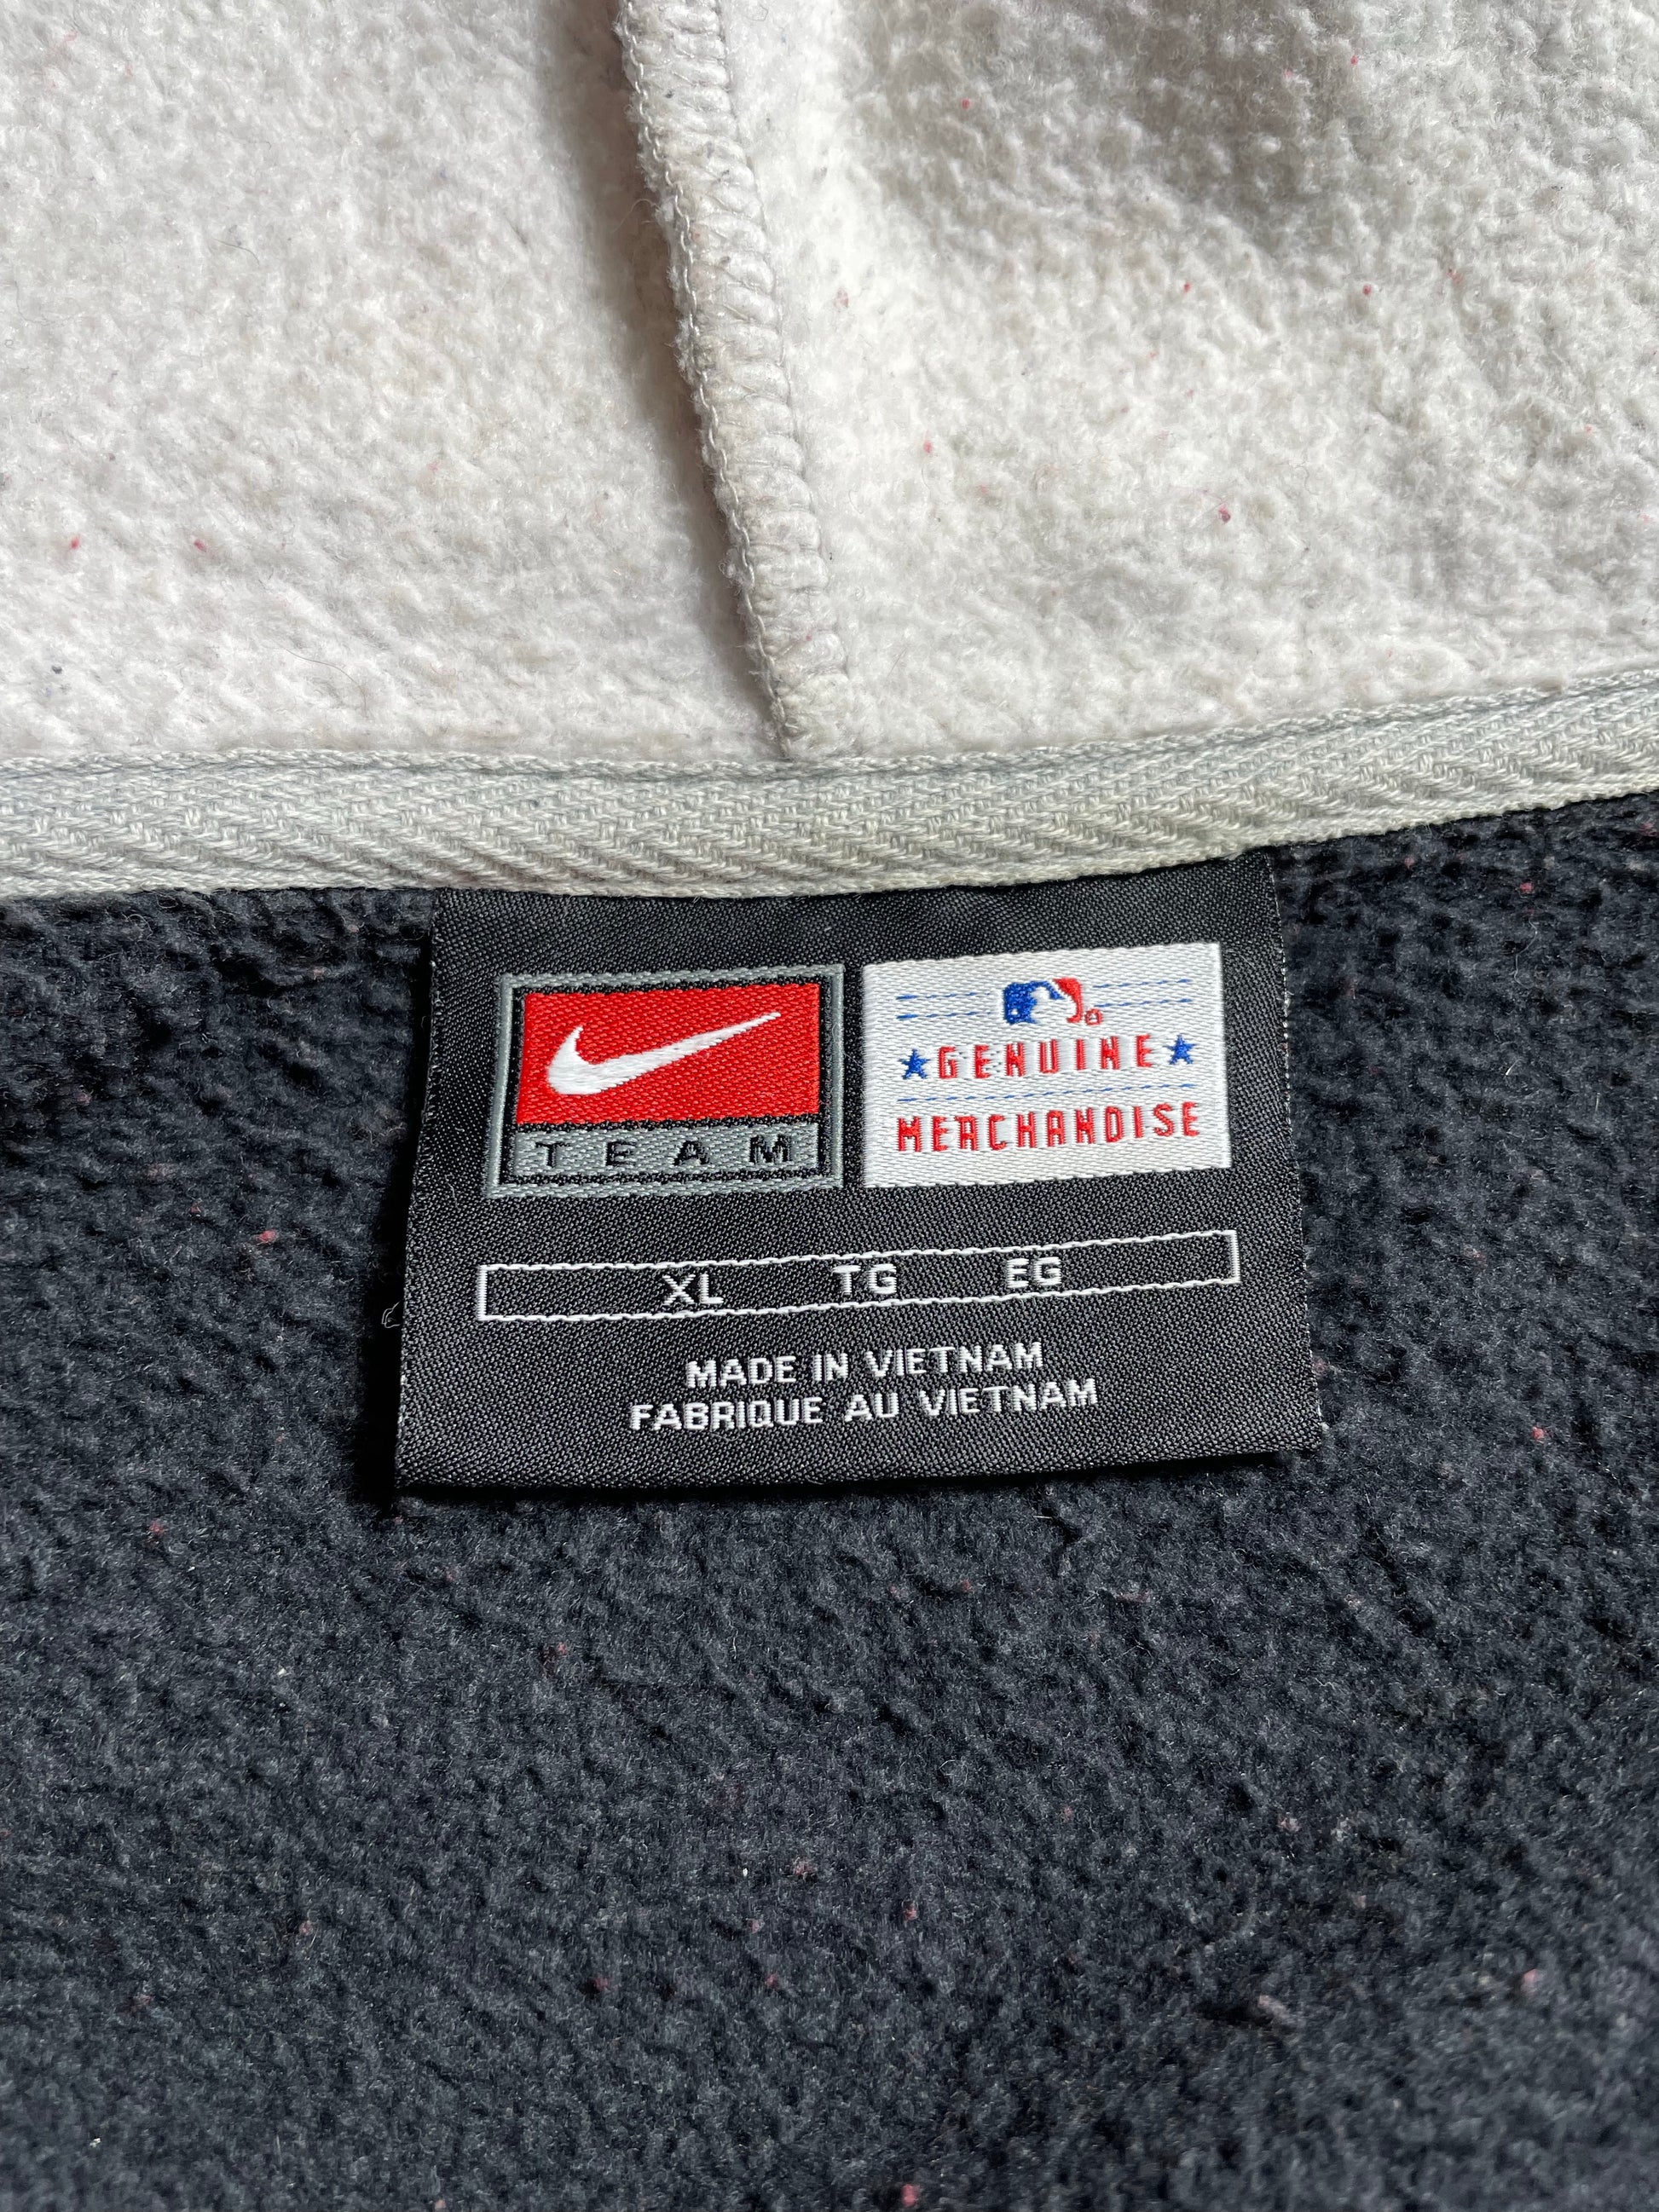 TEAM
GENUINE
MERCHANDISE
XL TG EG
MADE IN VIETNAM
FABRIQUE AU VIETNAM